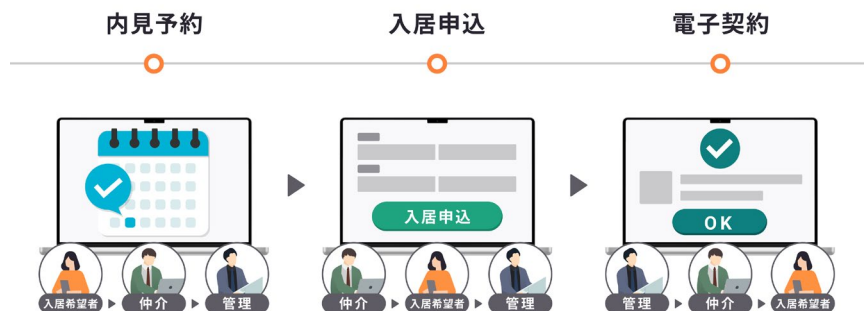 内見予約
入居申込
電子契約
入居申込
OK
入居希望者
仲介
管理
仲介
入居希望者
管理
管理
仲介
入居希望者